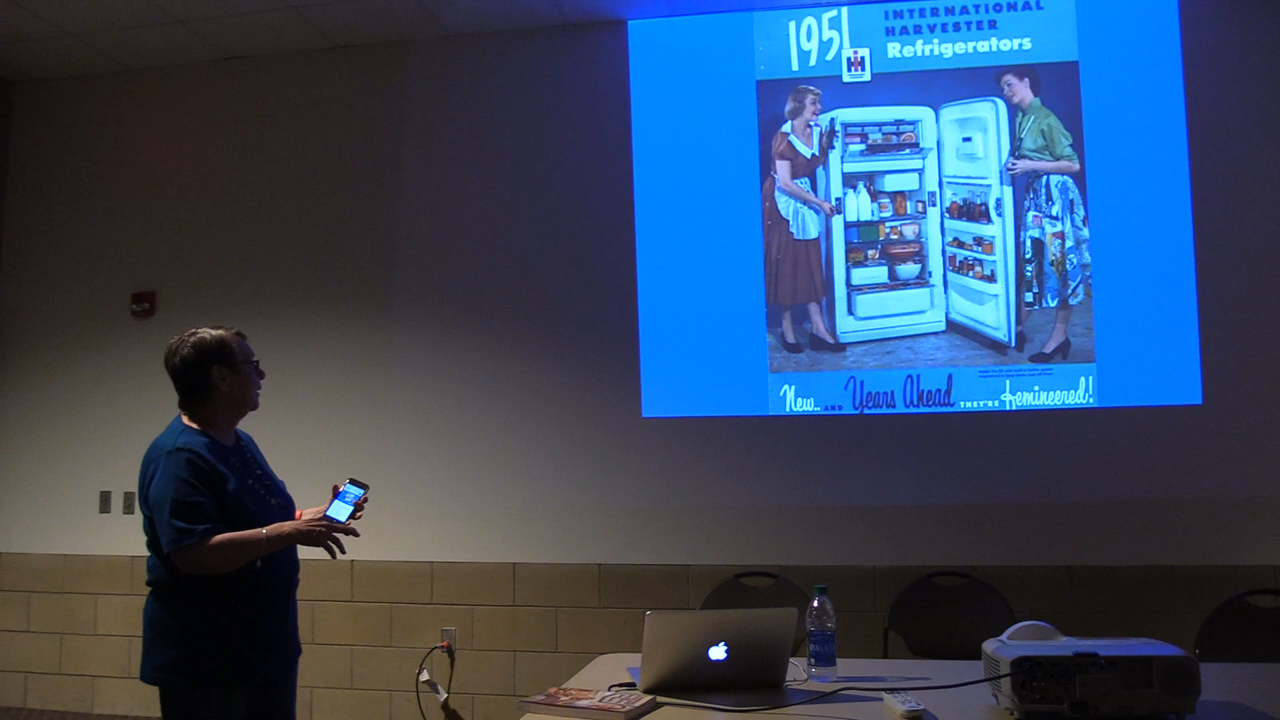 1951
INTERNATIONAL
HARVESTER
Refrigerators
IH
New.. AND Years Ahead THEY'RE femineered!